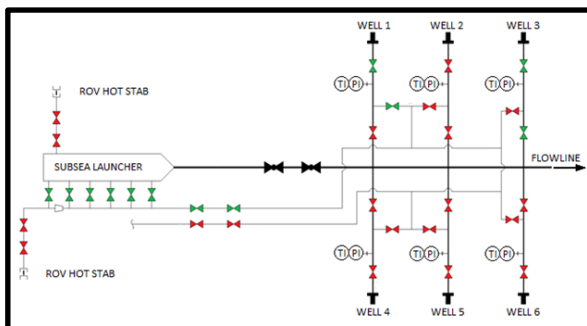 WELL 1 WELL 2 WELL 3
TI PI TI PI TI PI
ROV HOT STAB
SUBSEA LAUNCHER
FLOWLINE
TI PI TI PI TI PI
ROV HOT STAB
WELL 4 WELL 5 WELL 6